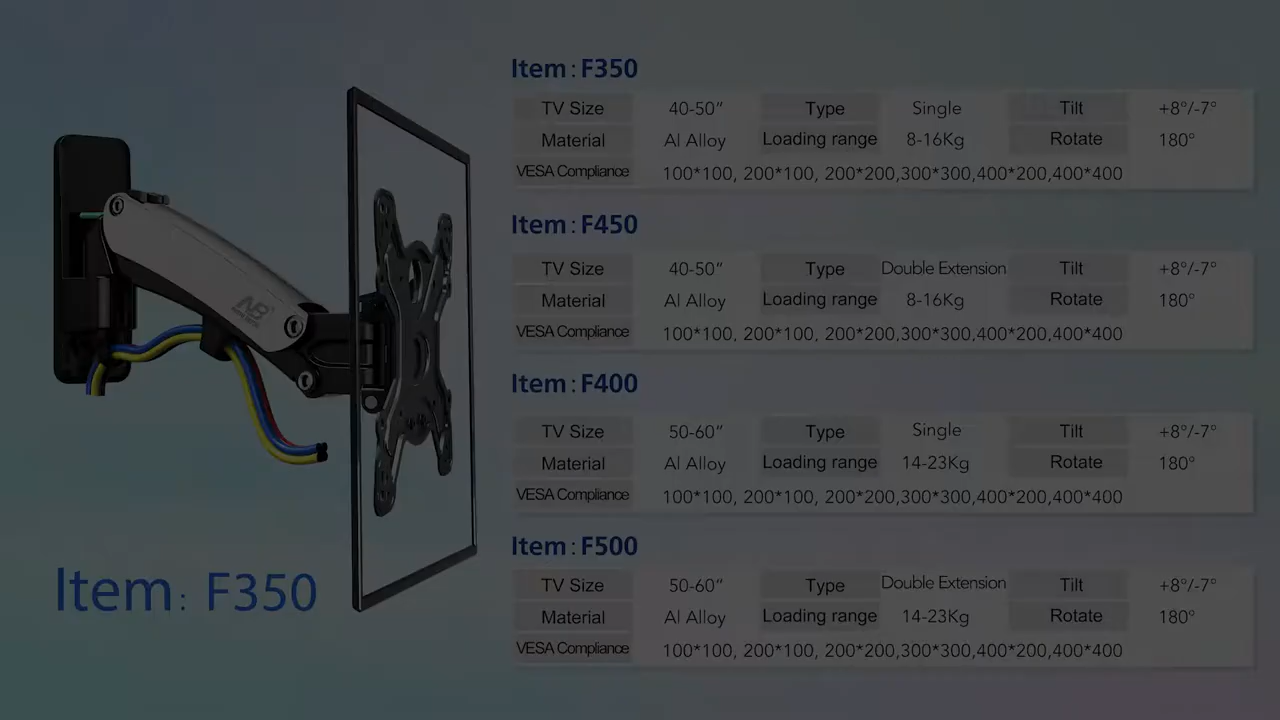 Item : F350
TV Size 40-50” Type Single Tilt +8°/-7°
Material Al Alloy Loading range 8-16Kg Rotate 180°
VESA Compliance 100*100, 200*100, 200*200,300*300,400*200,400*400
Item : F450
TV Size 40-50” Type Double Extension Tilt +8°/-7°
Material Al Alloy Loading range 8-16Kg Rotate 180°
VESA Compliance 100*100, 200*100, 200*200,300*300,400*200,400*400
Item : F400
TV Size 50-60” Type Single Tilt +8°/-7°
Material Al Alloy Loading range 14-23Kg Rotate 180°
VESA Compliance 100*100, 200*100, 200*200,300*300,400*200,400*400
Item : F500
TV Size 50-60” Type Double Extension Tilt +8°/-7°
Material Al Alloy Loading range 14-23Kg Rotate 180°
VESA Compliance 100*100, 200*100, 200*200,300*300,400*200,400*400
NB
Item: F350